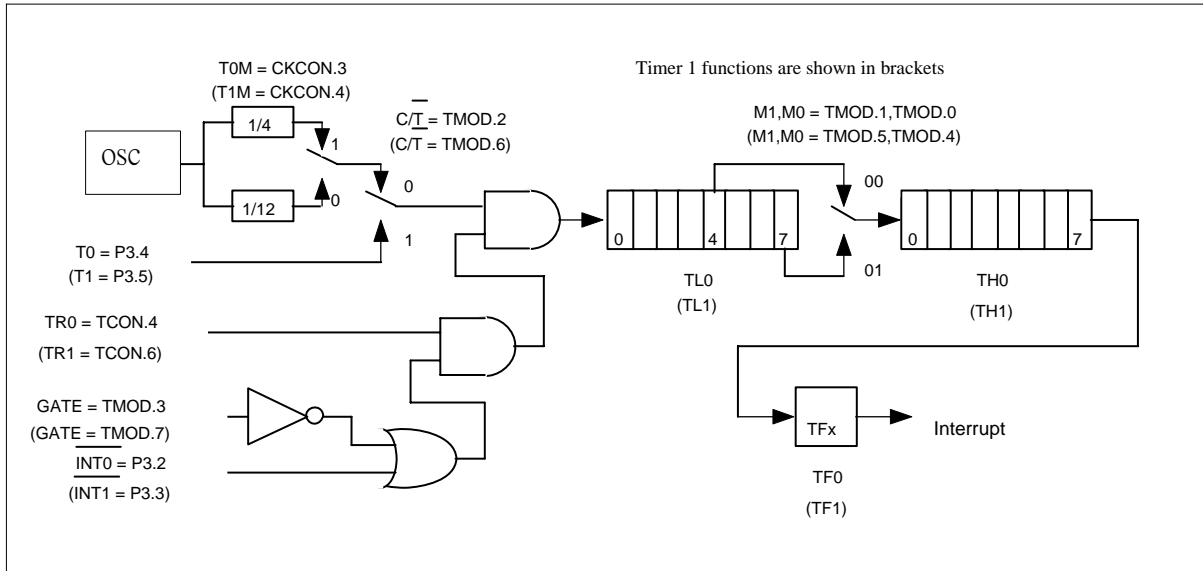 T0M = CKCON.3
(T1M = CKCON.4)
Timer 1 functions are shown in brackets
C/T̅ = TMOD.2
(C/T̅ = TMOD.6)
M1,M0 = TMOD.1,TMOD.0
(M1,M0 = TMOD.5,TMOD.4)
OSC
1/4
1
0
1/12
0
1
T0 = P3.4
(T1 = P3.5)
00
01
0 4 7
TL0
(TL1)
0 7
TH0
(TH1)
TR0 = TCON.4
(TR1 = TCON.6)
GATE = TMOD.3
(GATE = TMOD.7)
I̅N̅T̅0̅ = P3.2
(I̅N̅T̅1̅ = P3.3)
TFx
Interrupt
TF0
(TF1)